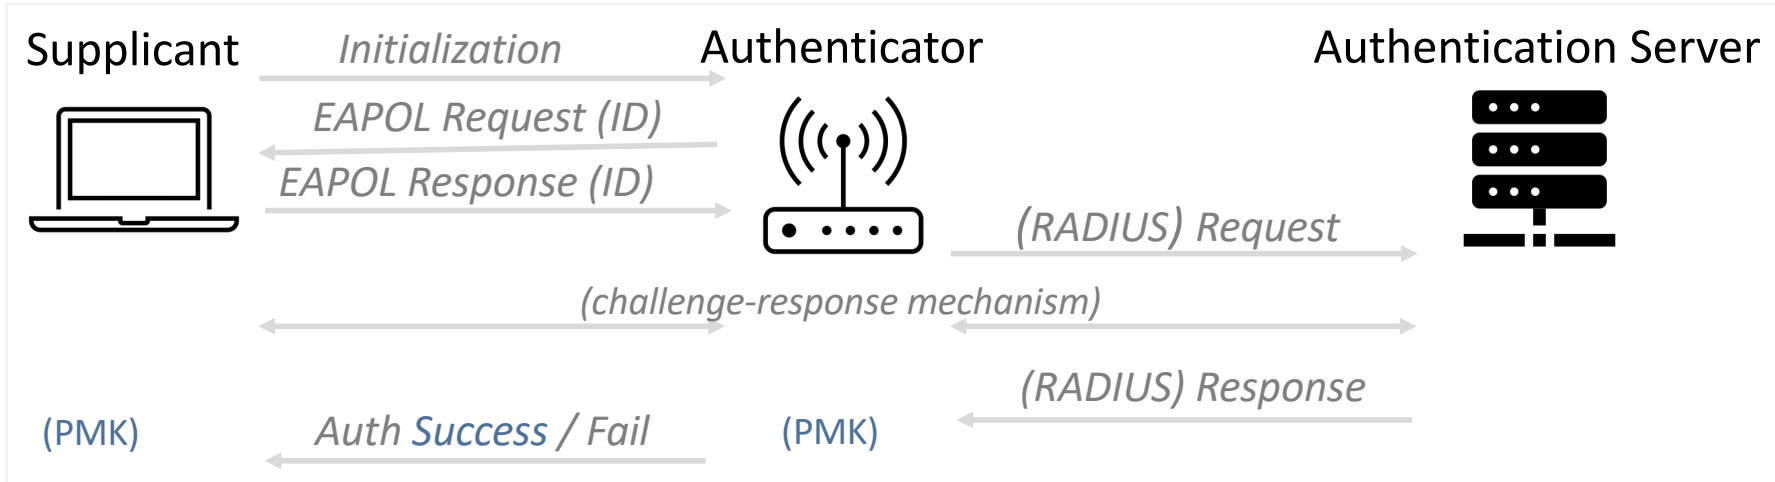 Supplicant
Initialization
Authenticator
Authentication Server
EAPOL Request (ID)
EAPOL Response (ID)
(RADIUS) Request
(challenge-response mechanism)
(RADIUS) Response
(PMK)
Auth Success / Fail
(PMK)